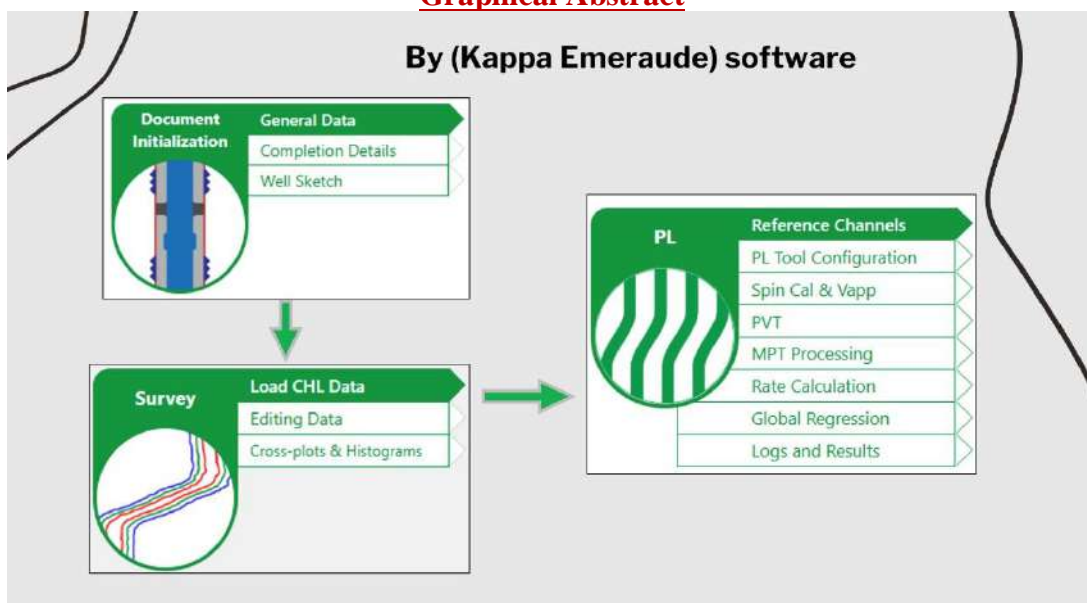 Graphical Abstract
By (Kappa Emeraude) software
Document
Initialization
General Data
Completion Details
Well Sketch
Survey
Load CHL Data
Editing Data
Cross-plots & Histograms
PL
Reference Channels
PL Tool Configuration
Spin Cal & Vapp
PVT
MPT Processing
Rate Calculation
Global Regression
Logs and Results